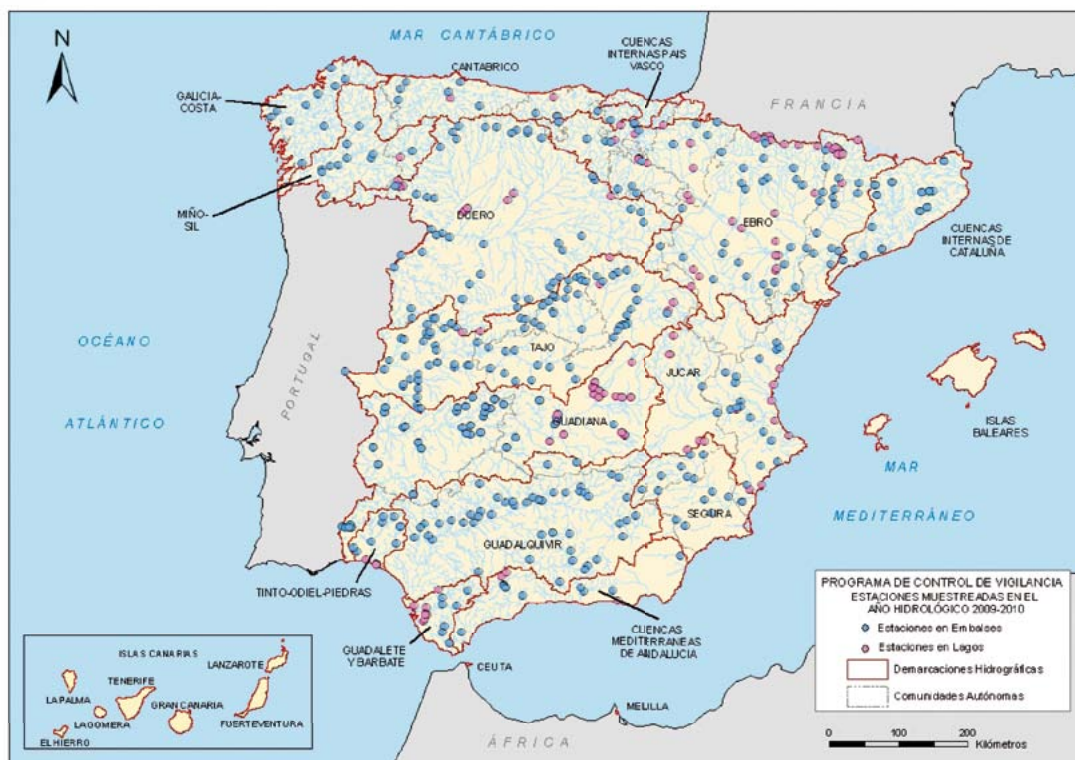 N
MAR CANTÁBRICO
CUENCAS
INTERNAS PAIS
VASCO
CANTABRICO
GALICIA-
COSTA
FRANCIA
MIÑO-
SIL
DUERO
EBRO
CUENCAS
INTERNAS DE
CATALUÑA
OCÉANO
ATLÁNTICO
PORTUGAL
TAJO
JUCAR
GUADIANA
ISLAS
BALEARES
MAR
MEDITERRÁNEO
SEGURA
GUADALQUIVIR
TINTO-ODIEL-PIEDRAS
GUADALETE
Y BARBATE
CUENCAS
MEDITERRANEAS
DE ANDALUCIA
CEUTA
MELILLA
ÁFRICA
ISLAS CANARIAS
LANZAROTE
LA PALMA
TENERIFE
GRAN CANARIA
LAGOMERA
FUERTEVENTURA
EL HIERRO
PROGRAMA DE CONTROL DE VIGILANCIA
ESTACIONES MUESTREADAS EN EL
AÑO HIDROLÓGICO 2009-2010
Estaciones en Embalses
Estaciones en Lagos
Demarcaciones Hidrográficas
Comunidades Autónomas
0 100 200
Kilómetros